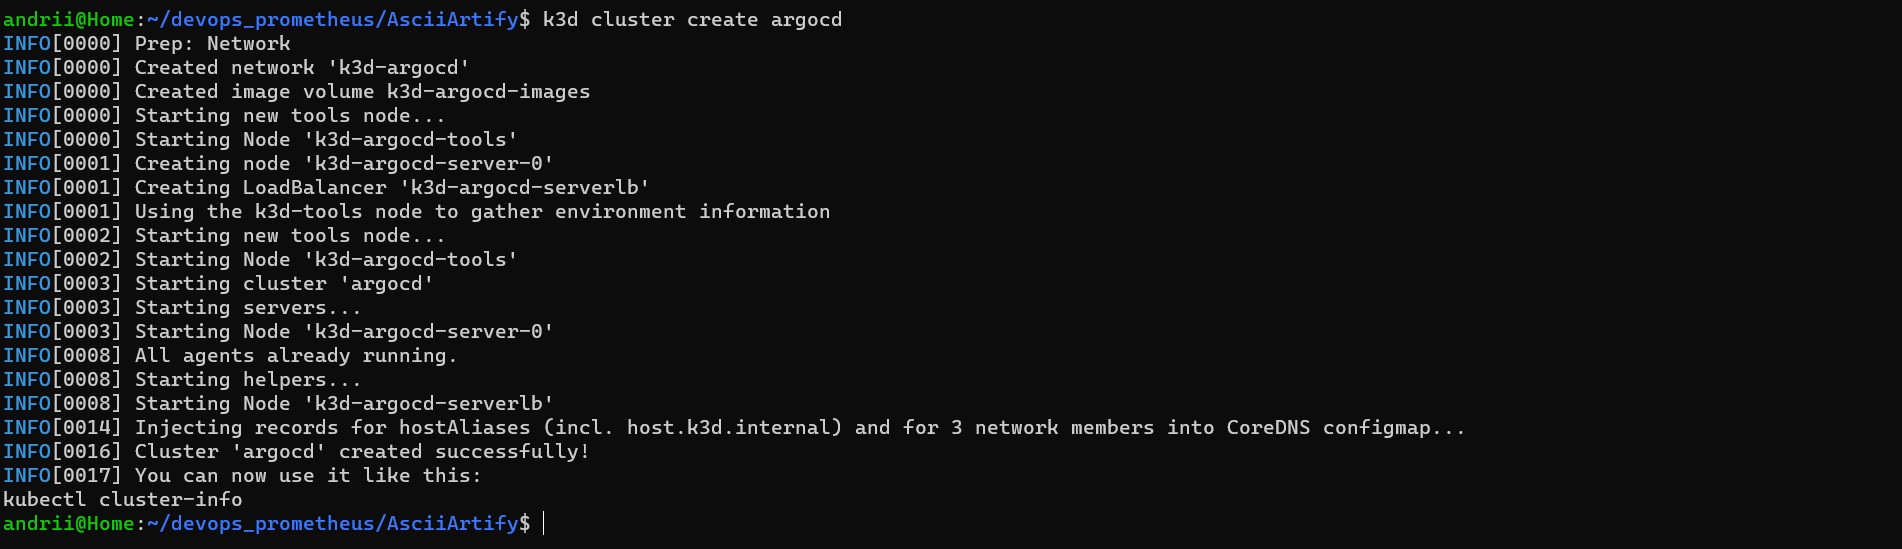 andrii@Home:~/devops_prometheus/AsciiArtify$ k3d cluster create argocd
INFO[0000] Prep: Network
INFO[0000] Created network 'k3d-argocd'
INFO[0000] Created image volume k3d-argocd-images
INFO[0000] Starting new tools node...
INFO[0000] Starting Node 'k3d-argocd-tools'
INFO[0001] Creating node 'k3d-argocd-server-0'
INFO[0001] Creating LoadBalancer 'k3d-argocd-serverlb'
INFO[0001] Using the k3d-tools node to gather environment information
INFO[0002] Starting new tools node...
INFO[0002] Starting Node 'k3d-argocd-tools'
INFO[0003] Starting cluster 'argocd'
INFO[0003] Starting servers...
INFO[0003] Starting Node 'k3d-argocd-server-0'
INFO[0008] All agents already running.
INFO[0008] Starting helpers...
INFO[0008] Starting Node 'k3d-argocd-serverlb'
INFO[0014] Injecting records for hostAliases (incl. host.k3d.internal) and for 3 network members into CoreDNS configmap...
INFO[0016] Cluster 'argocd' created successfully!
INFO[0017] You can now use it like this:
kubectl cluster-info
andrii@Home:~/devops_prometheus/AsciiArtify$